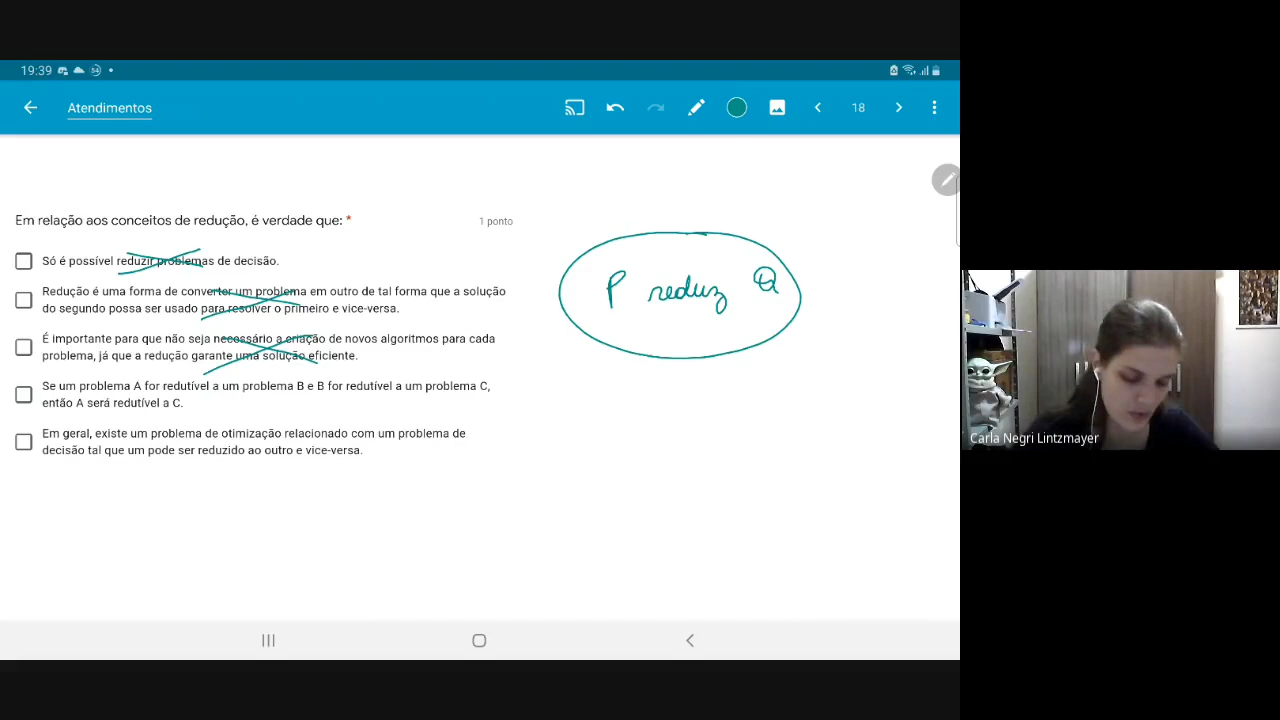 19:39
54
Atendimentos
18
Em relação aos conceitos de redução, é verdade que: *
1 ponto
Só é possível reduzir problemas de decisão.
Redução é uma forma de converter um problema em outro de tal forma que a solução
do segundo possa ser usado para resolver o primeiro e vice-versa.
É importante para que não seja necessário a criação de novos algoritmos para cada
problema, já que a redução garante uma solução eficiente.
Se um problema A for redutível a um problema B e B for redutível a um problema C,
então A será redutível a C.
Em geral, existe um problema de otimização relacionado com um problema de
decisão tal que um pode ser reduzido ao outro e vice-versa.
P reduz Q
Carla Negri Lintzmayer